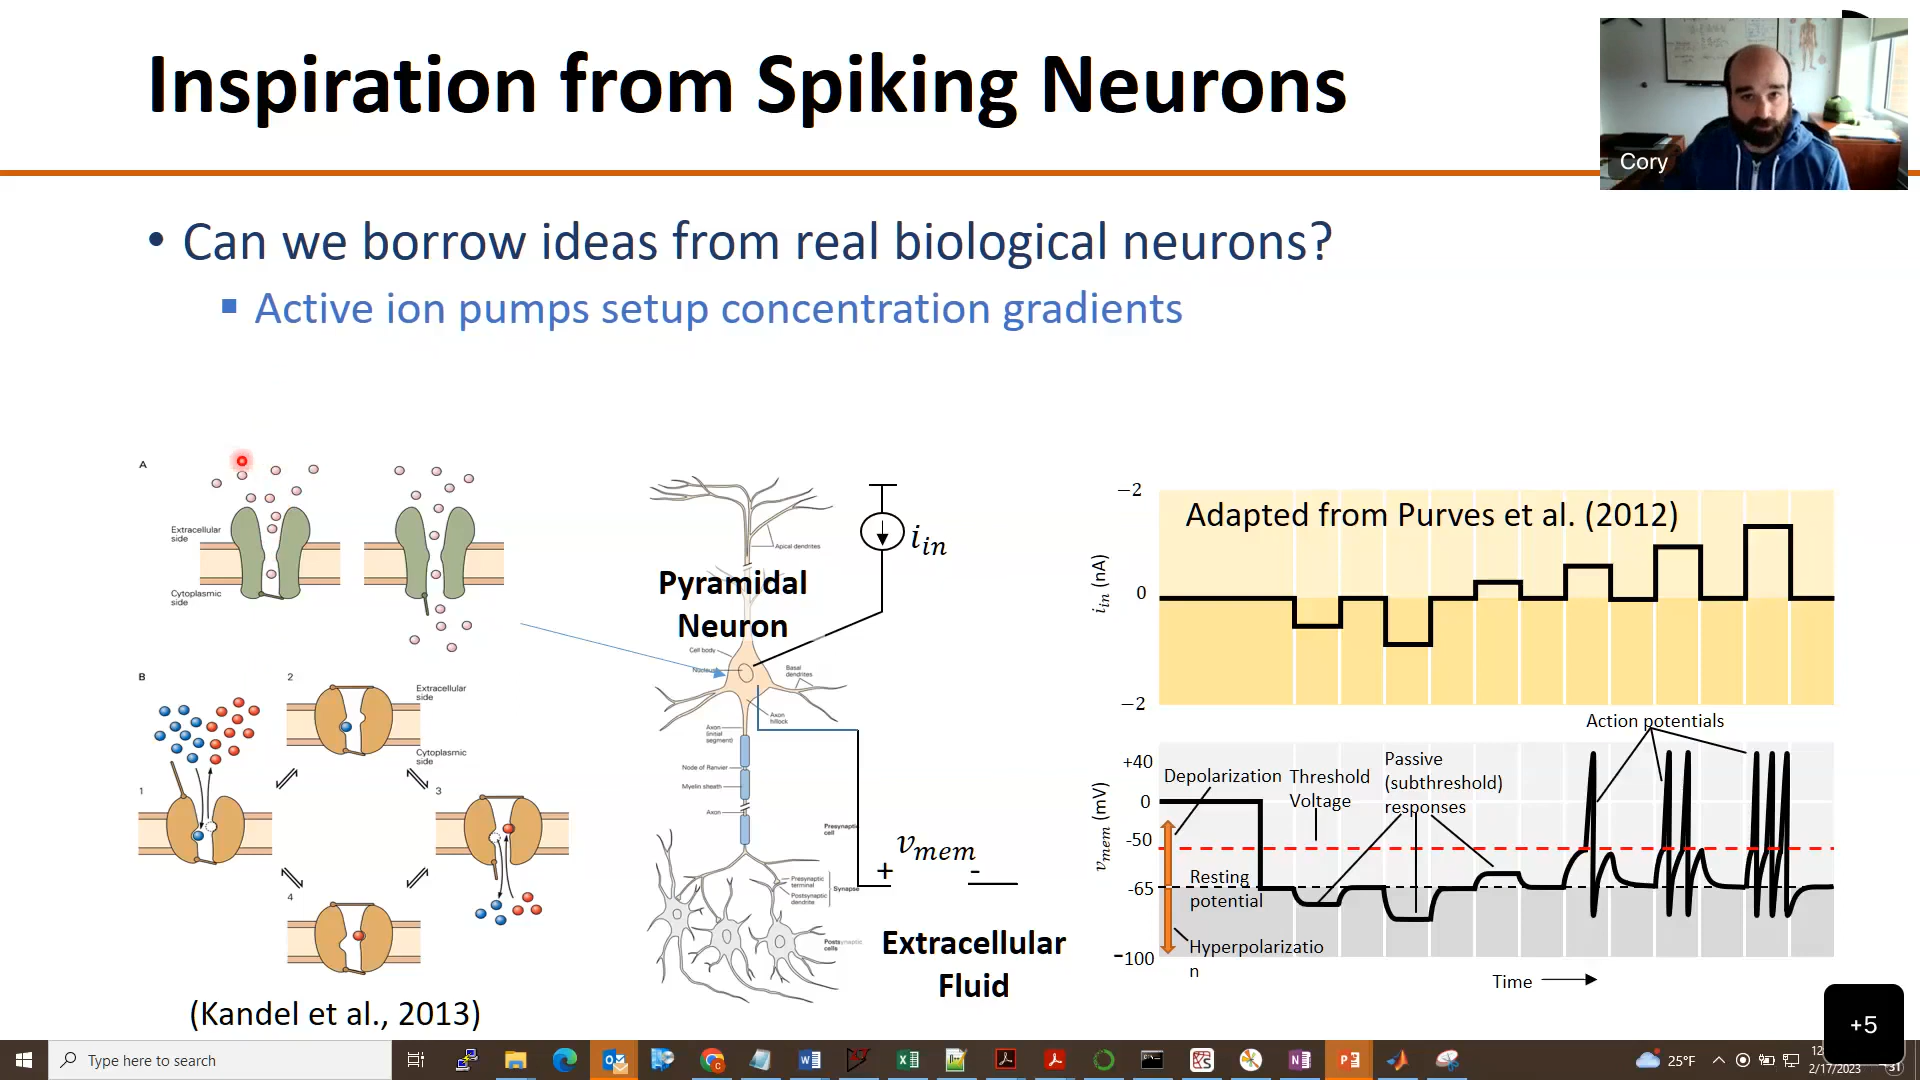 Inspiration from Spiking Neurons
Cory
• Can we borrow ideas from real biological neurons?
▪ Active ion pumps setup concentration gradients
A
Extracellular
side
Cytoplasmic
side
B
1
2
Extracellular
side
Cytoplasmic
side
3
4
(Kandel et al., 2013)
Apical dendrites
Pyramidal
Neuron
Cell body
Nucleus
Basal
dendrites
Axon
hillock
Axon
(initial
segment)
Node of Ranvier
Myelin sheath
Axon
Presynaptic
cell
Presynaptic
terminal
Postsynaptic
dendrite
Synapse
Postsynaptic
cells
i_in
v_mem
+ -
Extracellular
Fluid
Adapted from Purves et al. (2012)
−2
0
−2
i_in (nA)
Action potentials
+40
0
-50
-65
-100
v_mem (mV)
Depolarization
Threshold
Voltage
Passive
(subthreshold)
responses
Resting
potential
Hyperpolarizatio
n
Time
+5
Type here to search
25°F
2/17/2023